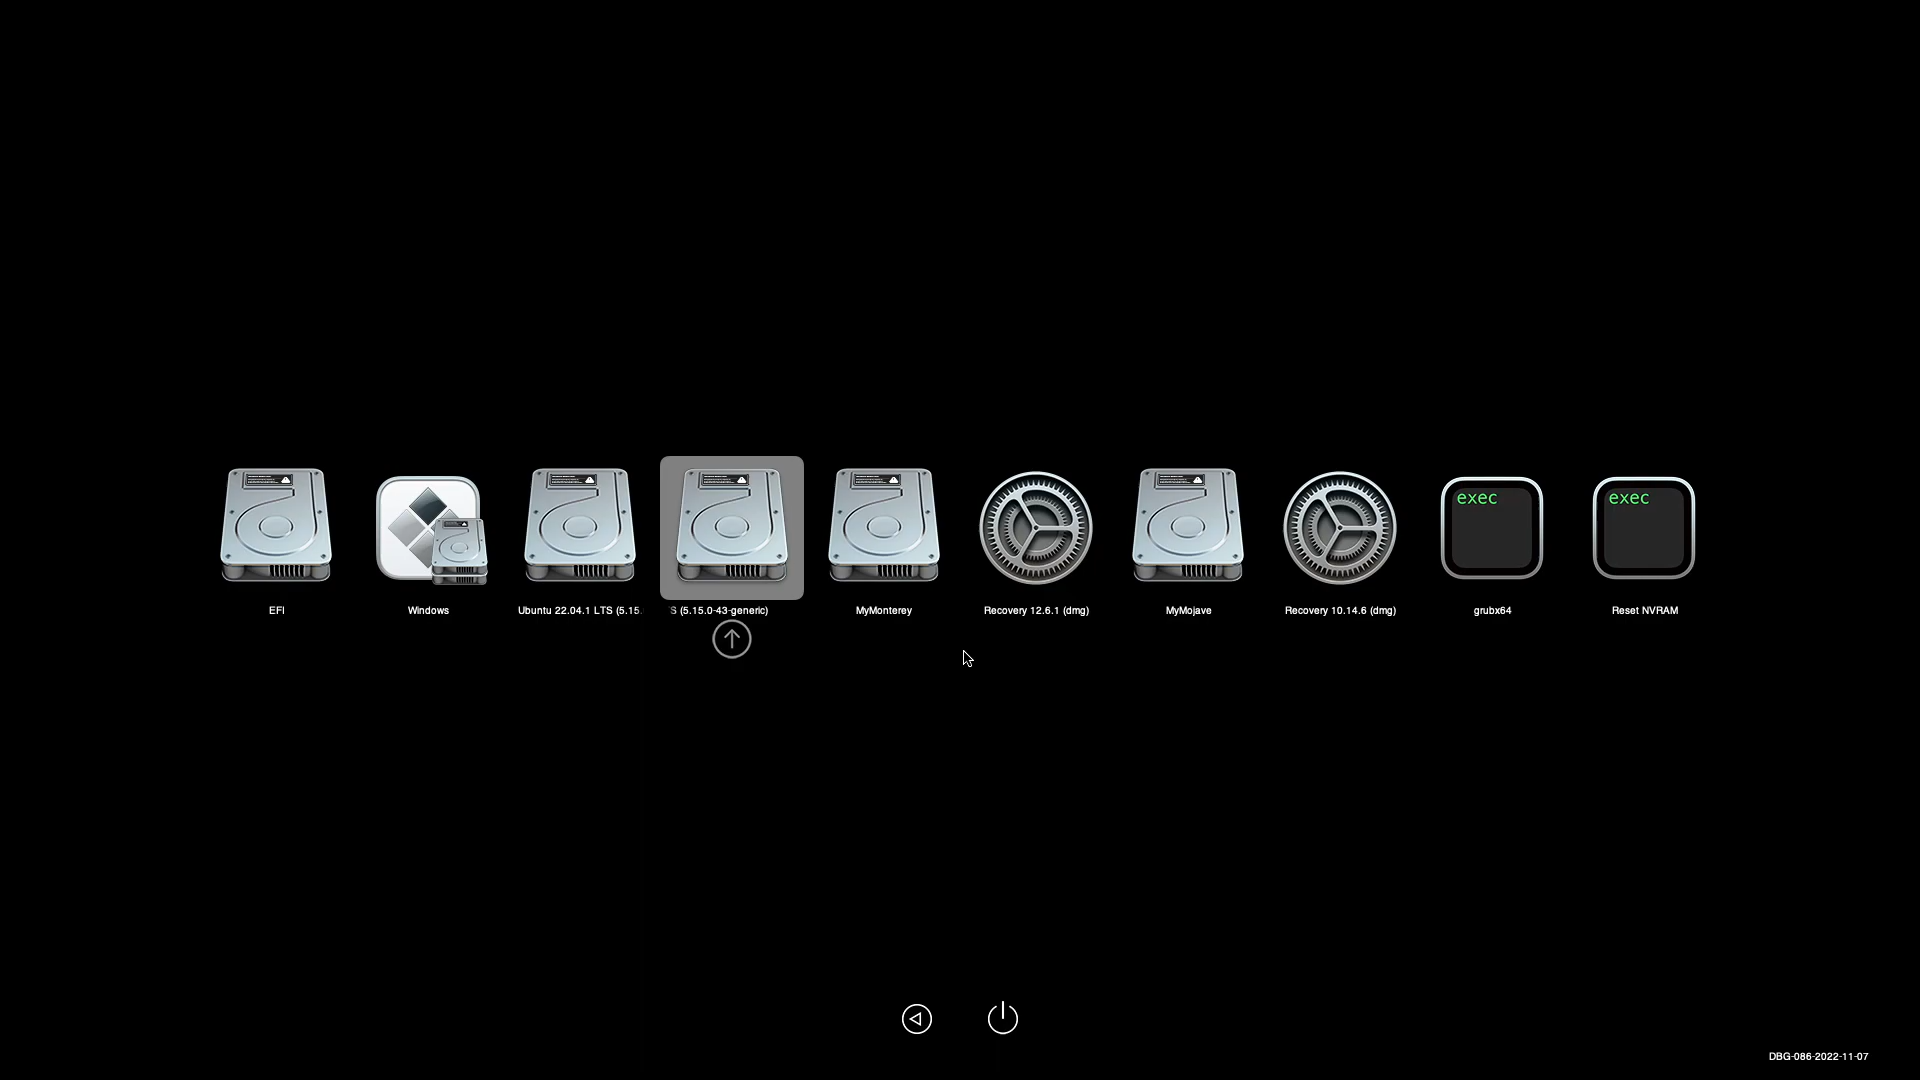 exec
exec
EFI
Windows
Ubuntu 22.04.1 LTS (5.15.
S (5.15.0-43-generic)
MyMonterey
Recovery 12.6.1 (dmg)
MyMojave
Recovery 10.14.6 (dmg)
grubx64
Reset NVRAM
DBG-086-2022-11-07